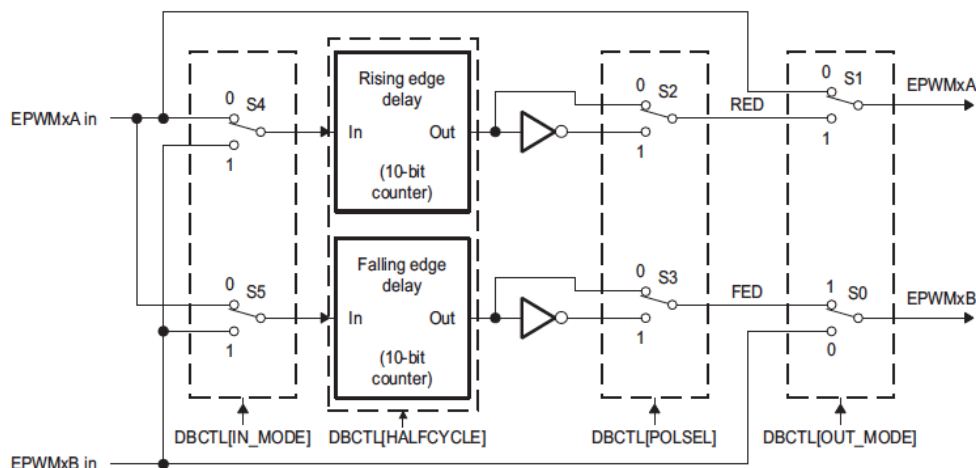 EPWMxA in
0
S4
1
Rising edge
delay
In
Out
(10-bit
counter)
0
S2
1
RED
0
S1
1
EPWMxA
0
S5
1
Falling edge
delay
In
Out
(10-bit
counter)
0
S3
1
FED
1
S0
0
EPWMxB
DBCTL[IN_MODE]
DBCTL[HALFCYCLE]
DBCTL[POLSEL]
DBCTL[OUT_MODE]
EPWMxB in